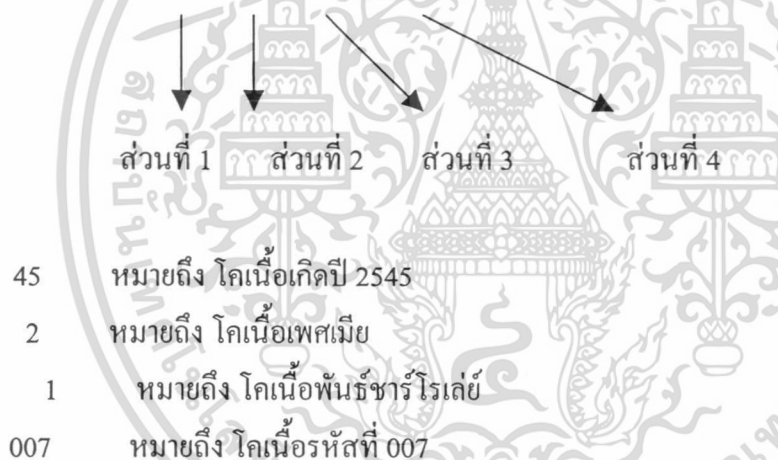 ส่วนที่ 1 ส่วนที่ 2 ส่วนที่ 3 ส่วนที่ 4
45 หมายถึง โคเนื้อเกิดปี 2545
2 หมายถึง โคเนื้อเพศเมีย
1 หมายถึง โคเนื้อพันธ์ชาร์โรเล่ย์
007 หมายถึง โคเนื้อรหัสที่ 007